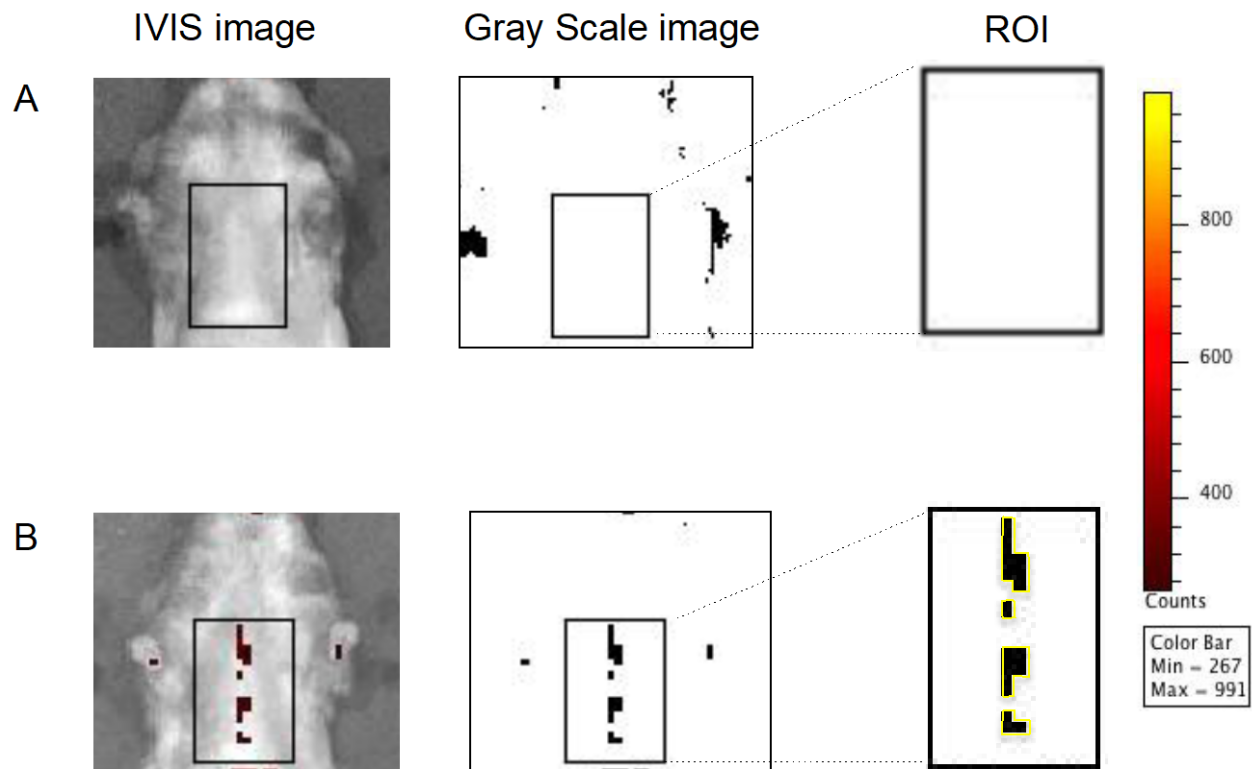 IVIS image
Gray Scale image
ROI
A
800
600
400
Counts
Color Bar
Min = 267
Max = 991
B